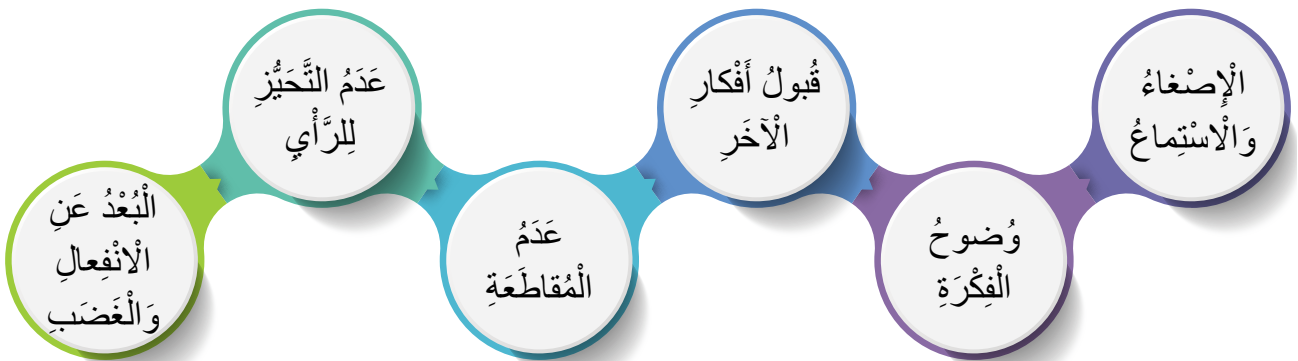 الْإِصْغاءُ
وَالْاسْتِماعُ
وُضوحُ
الْفِكْرَةِ
قُبولُ أَفْكارِ
الْآخَرِ
عَدَمُ
الْمُقاطَعَةِ
عَدَمُ التَّحَيُّزِ
لِلرَّأْيِ
الْبُعْدُ عَنِ
الْانْفِعالِ
وَالْغَضَبِ